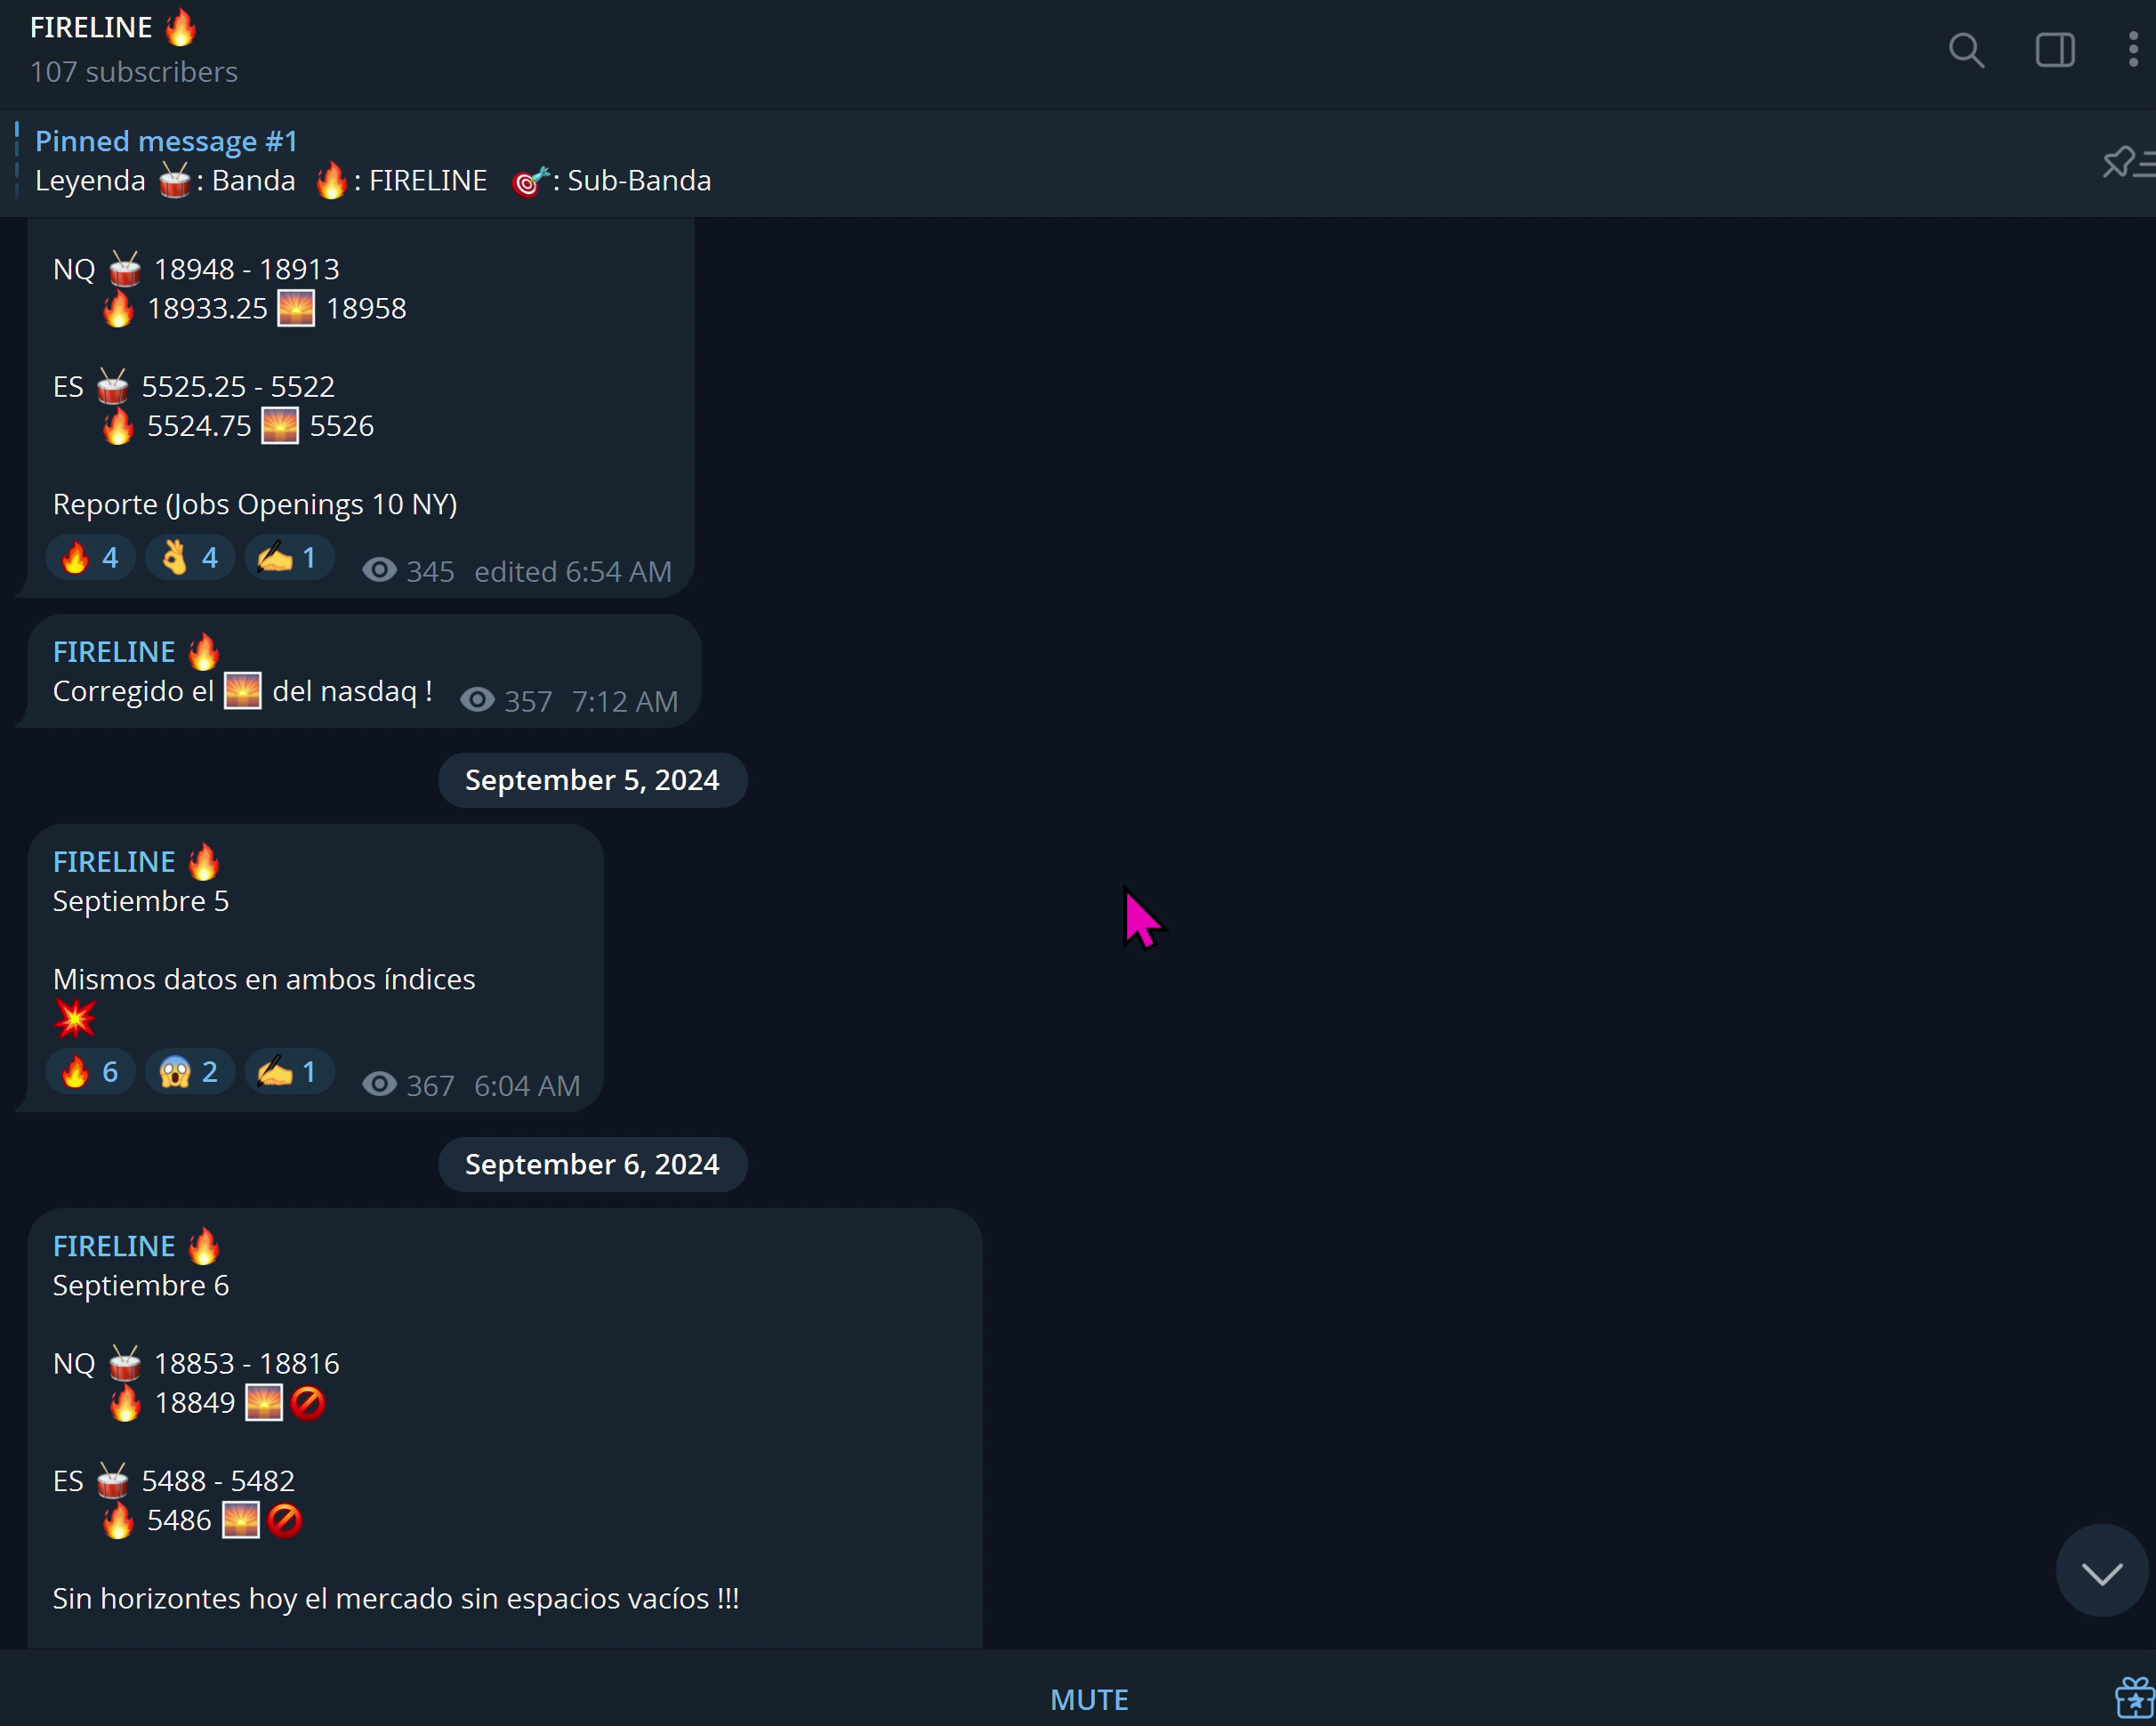 FIRELINE 🔥
107 subscribers
Pinned message #1
Leyenda 🥁: Banda 🔥: FIRELINE 🎯: Sub-Banda
NQ 🥁 18948 - 18913
🔥 18933.25 🌅 18958
ES 🥁 5525.25 - 5522
🔥 5524.75 🌅 5526
Reporte (Jobs Openings 10 NY)
🔥 4 👌 4 ✍️ 1 345 edited 6:54 AM
FIRELINE 🔥
Corregido el 🌅 del nasdaq ! 357 7:12 AM
September 5, 2024
FIRELINE 🔥
Septiembre 5
Mismos datos en ambos índices
💥
🔥 6 😱 2 ✍️ 1 367 6:04 AM
September 6, 2024
FIRELINE 🔥
Septiembre 6
NQ 🥁 18853 - 18816
🔥 18849 🌅🚫
ES 🥁 5488 - 5482
🔥 5486 🌅🚫
Sin horizontes hoy el mercado sin espacios vacíos !!!
MUTE